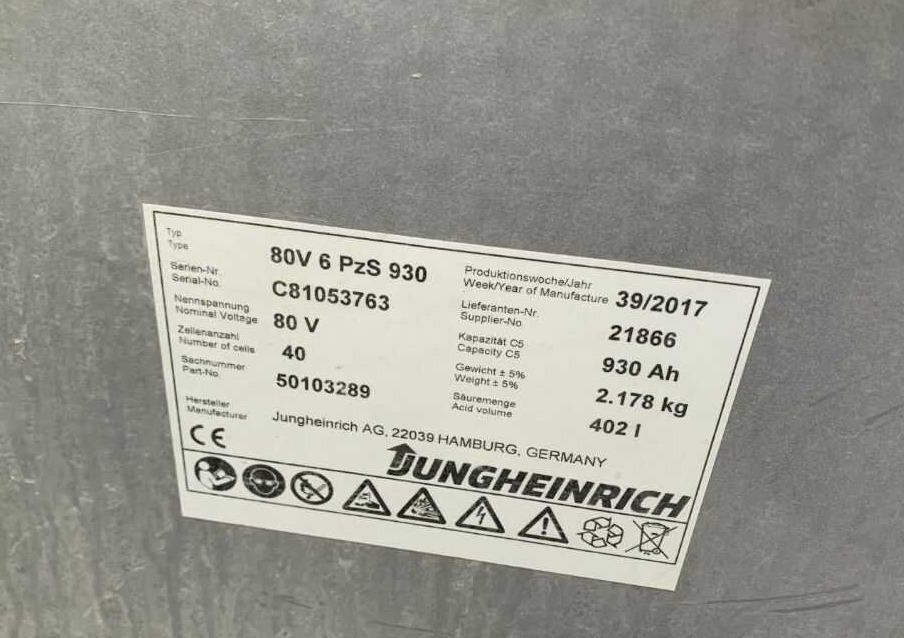 Typ
Type
80V 6 PzS 930
Serien-Nr.
Serial-No.
C81053763
Nennspannung
Nominal Voltage
80 V
Zellenanzahl
Number of cells
40
Sachnummer
Part-No.
50103289
Produktionswoche/Jahr
Week/Year of Manufacture
39/2017
Lieferanten-Nr.
Supplier-No
21866
Kapazität C5
Capacity C5
930 Ah
Gewicht ± 5%
Weight ± 5%
2.178 kg
Säuremenge
Acid volume
402 l
Hersteller
Manufacturer
Jungheinrich AG, 22039 HAMBURG, GERMANY
CE
JUNGHEINRICH